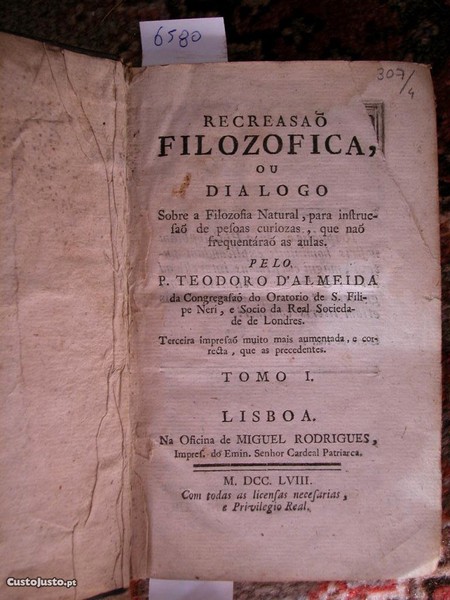 6580
307/4
RECREASAÕ
FILOZOFICA,
OU
DIALOGO
Sobre a Filozofia Natural, para inſtruc-
ſaõ de peſoas curiozas, que naõ
frequentáraõ as aulas.
PELO
P. TEODORO D'ALMEIDA
da Congregaſaõ do Oratorio de S. Fili-
pe Neri, e Socio da Real Socieda-
de de Londres.
Terceira impreſaõ muito mais aumentada, e cor-
recta, que as precedentes.
TOMO I.
LISBOA.
Na Oficina de MIGUEL RODRIGUES,
Impreſ. do Emin. Senhor Cardeal Patriarca.
M. DCC. LVIII.
Com todas as licenſas neceſarias,
e Privilegio Real.
CustoJusto.pt